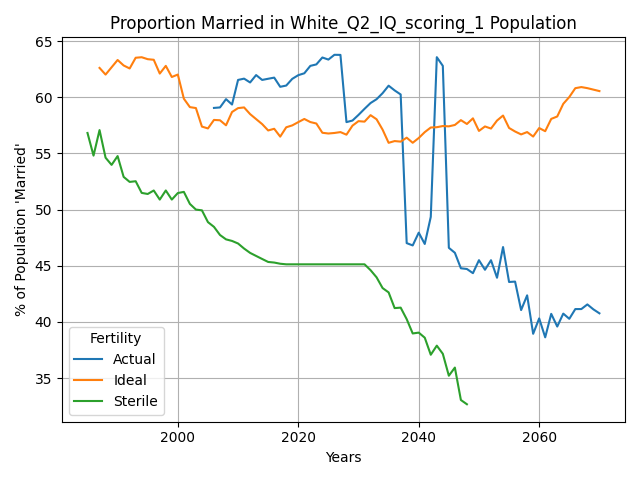 Proportion Married in White_Q2_IQ_scoring_1 Population
% of Population 'Married'
65
60
55
50
45
40
35
Fertility
Actual
Ideal
Sterile
2000
2020
2040
2060
Years